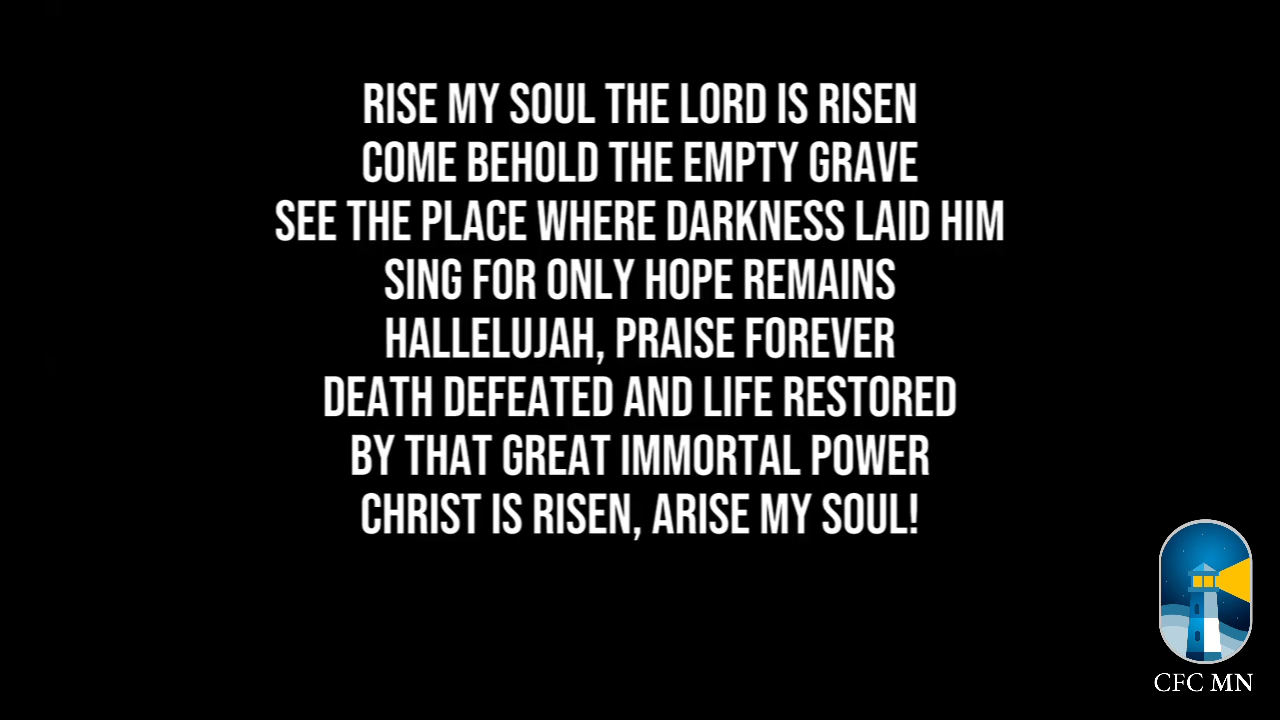 RISE MY SOUL THE LORD IS RISEN
COME BEHOLD THE EMPTY GRAVE
SEE THE PLACE WHERE DARKNESS LAID HIM
SING FOR ONLY HOPE REMAINS
HALLELUJAH, PRAISE FOREVER
DEATH DEFEATED AND LIFE RESTORED
BY THAT GREAT IMMORTAL POWER
CHRIST IS RISEN, ARISE MY SOUL!
CFC MN